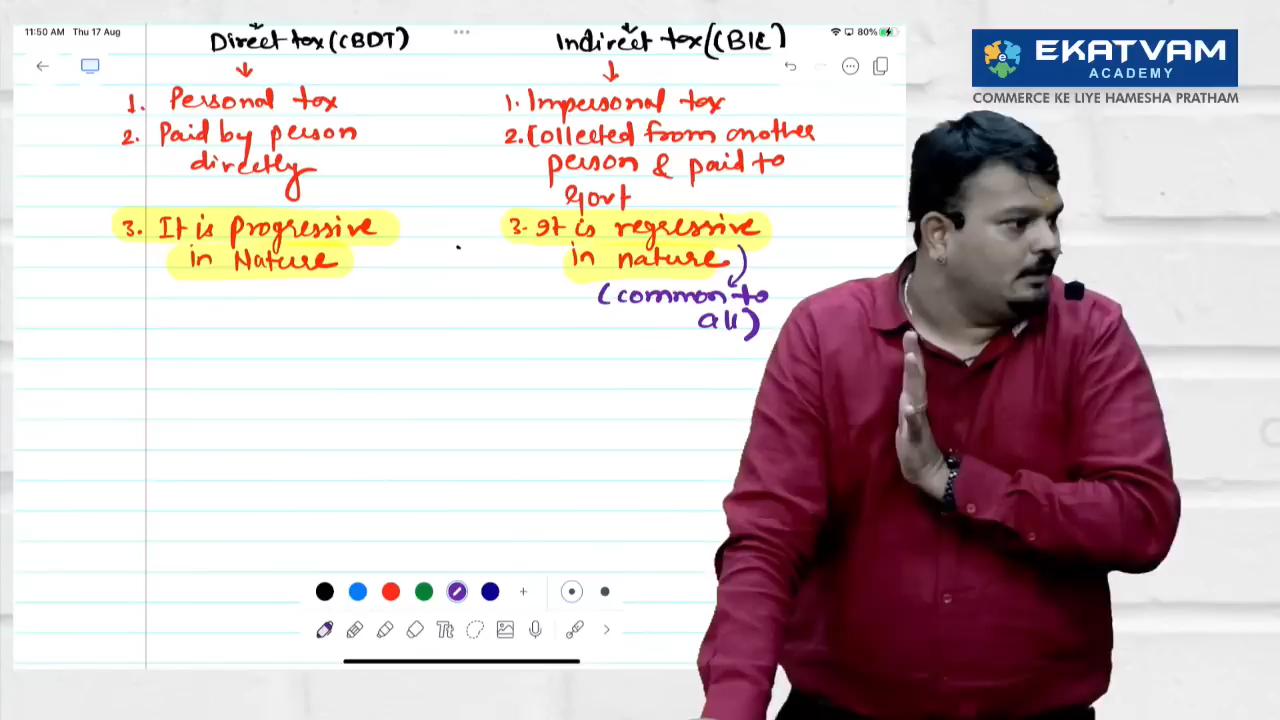 11:50 AM Thu 17 Aug
80%
Direct tax (CBDT)
1. Personal tax
2. Paid by person
directly
3. It is progressive
in Nature
Indirect tax (CBIC)
1. Impersonal tax
2. Collected from another
person & paid to
Govt
3. It is regressive
in nature
(common to
all)
Tt
EKATVAM
ACADEMY
COMMERCE KE LIYE HAMESHA PRATHAM